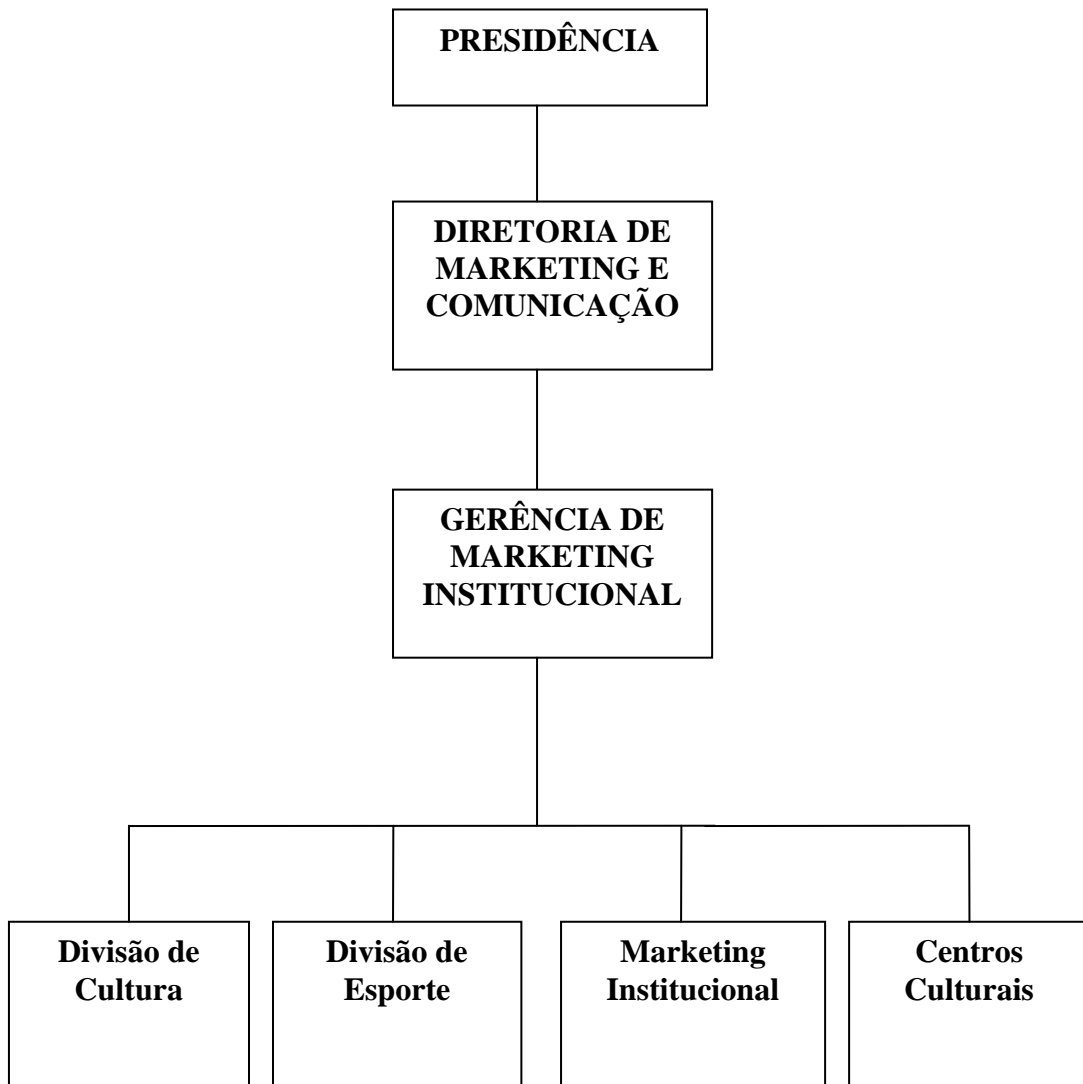 PRESIDÊNCIA
DIRETORIA DE
MARKETING E
COMUNICAÇÃO
GERÊNCIA DE
MARKETING
INSTITUCIONAL
Divisão de
Cultura
Divisão de
Esporte
Marketing
Institucional
Centros
Culturais